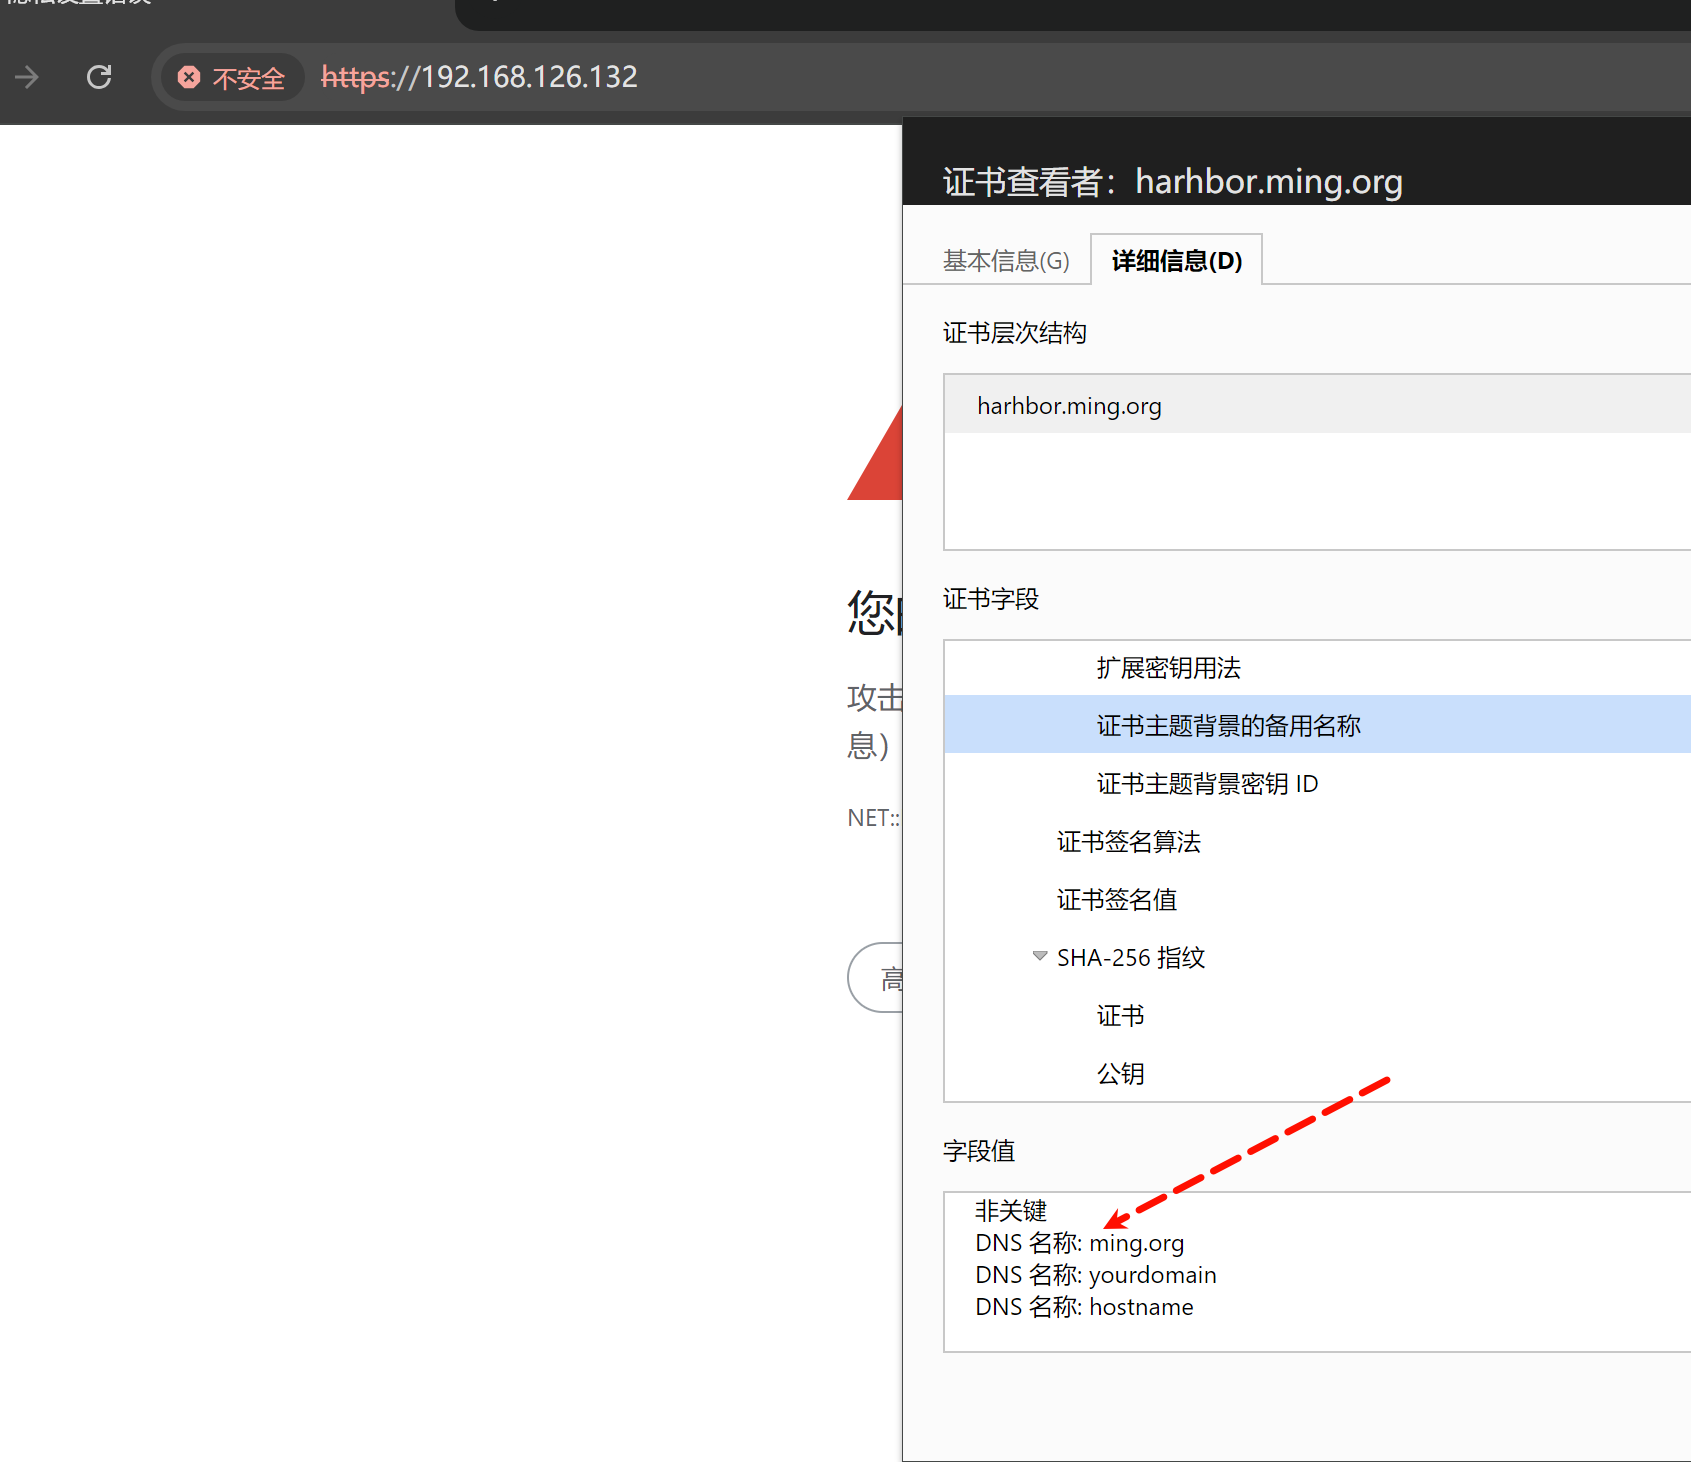 不安全 https://192.168.126.132
证书查看者：harhbor.ming.org
基本信息(G) 详细信息(D)
证书层次结构
harhbor.ming.org
证书字段
扩展密钥用法
证书主题背景的备用名称
证书主题背景密钥 ID
证书签名算法
证书签名值
SHA-256 指纹
证书
公钥
字段值
非关键
DNS 名称: ming.org
DNS 名称: yourdomain
DNS 名称: hostname
您
攻击
息）
NET::
高